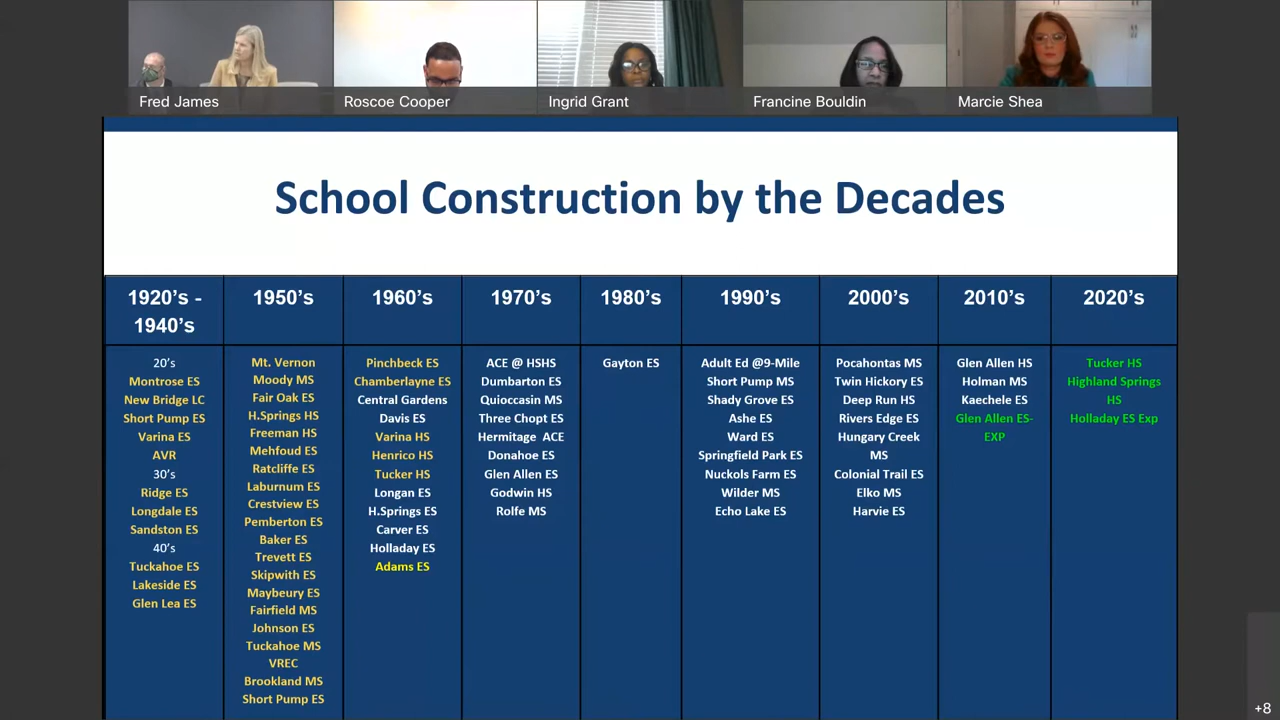 Fred James
Roscoe Cooper
Ingrid Grant
Francine Bouldin
Marcie Shea
School Construction by the Decades
1920's -
1940's
20's
Montrose ES
New Bridge LC
Short Pump ES
Varina ES
AVR
30's
Ridge ES
Longdale ES
Sandston ES
40's
Tuckahoe ES
Lakeside ES
Glen Lea ES
1950's
Mt. Vernon
Moody MS
Fair Oak ES
H.Springs HS
Freeman HS
Mehfoud ES
Ratcliffe ES
Laburnum ES
Crestview ES
Pemberton ES
Baker ES
Trevett ES
Skipwith ES
Maybeury ES
Fairfield MS
Johnson ES
Tuckahoe MS
VREC
Brookland MS
Short Pump ES
1960's
Pinchbeck ES
Chamberlayne ES
Central Gardens
Davis ES
Varina HS
Henrico HS
Tucker HS
Longan ES
H.Springs ES
Carver ES
Holladay ES
Adams ES
1970's
ACE @ HSHS
Dumbarton ES
Quioccasin MS
Three Chopt ES
Hermitage ACE
Donahoe ES
Glen Allen ES
Godwin HS
Rolfe MS
1980's
Gayton ES
1990's
Adult Ed @9-Mile
Short Pump MS
Shady Grove ES
Ashe ES
Ward ES
Springfield Park ES
Nuckols Farm ES
Wilder MS
Echo Lake ES
2000's
Pocahontas MS
Twin Hickory ES
Deep Run HS
Rivers Edge ES
Hungary Creek
MS
Colonial Trail ES
Elko MS
Harvie ES
2010's
Glen Allen HS
Holman MS
Kaechele ES
Glen Allen ES-
EXP
2020's
Tucker HS
Highland Springs
HS
Holladay ES Exp
+8